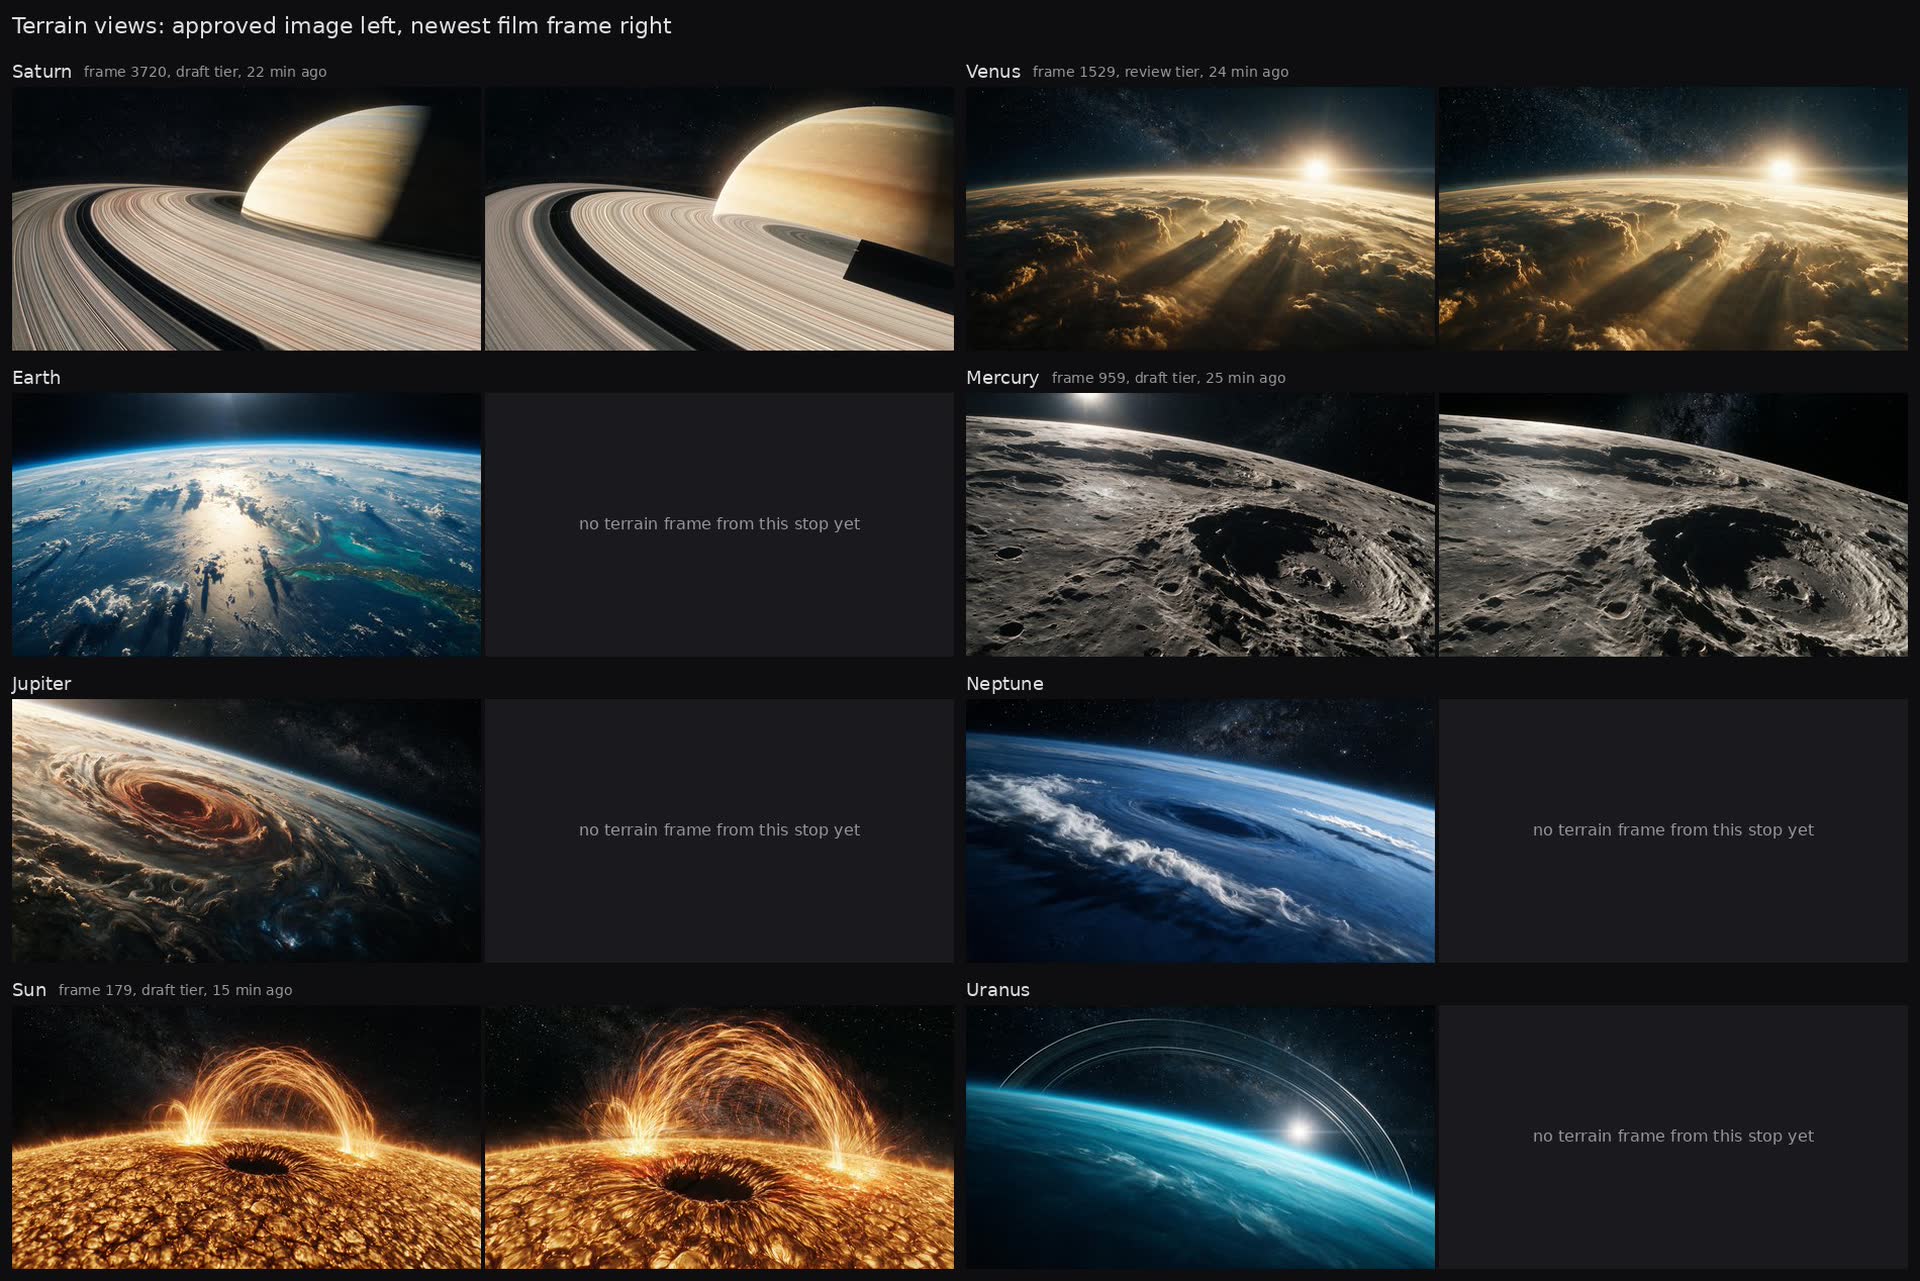 Terrain views: approved image left, newest film frame right
Saturn frame 3720, draft tier, 22 min ago
Venus frame 1529, review tier, 24 min ago
Earth
no terrain frame from this stop yet
Mercury frame 959, draft tier, 25 min ago
Jupiter
no terrain frame from this stop yet
Neptune
no terrain frame from this stop yet
Sun frame 179, draft tier, 15 min ago
Uranus
no terrain frame from this stop yet